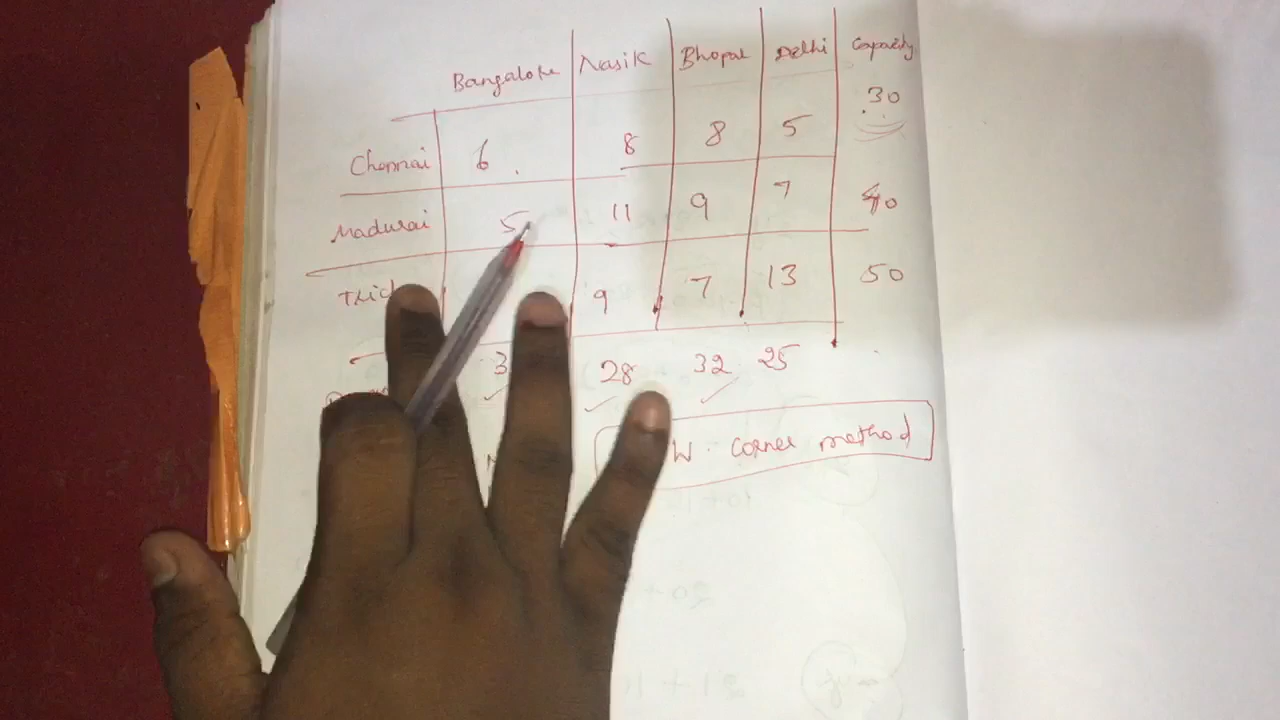 Bangalore Nasik Bhopal Delhi Capacity
Chennai 6 8 8 5 30
Madurai 5 11 9 7 40
9 7 13 50
28 32 25
W. corner method